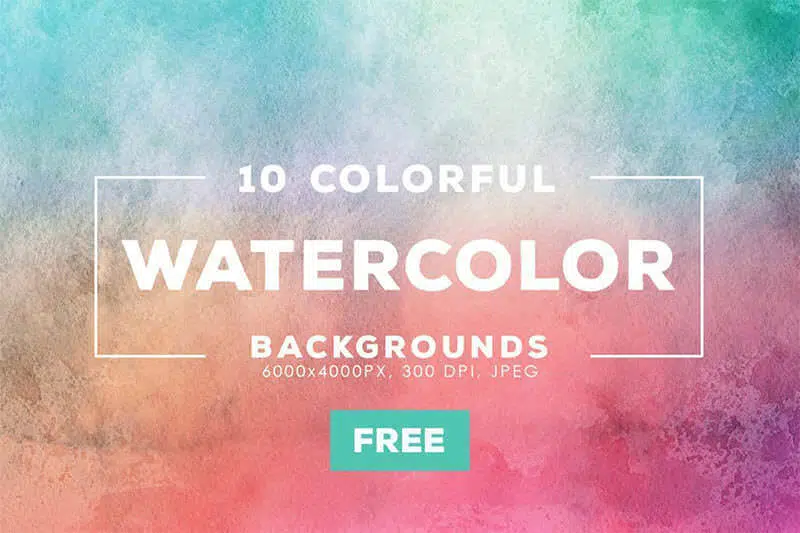 10 COLORFUL
WATERCOLOR
BACKGROUNDS
6000x4000PX, 300 DPI, JPEG
FREE